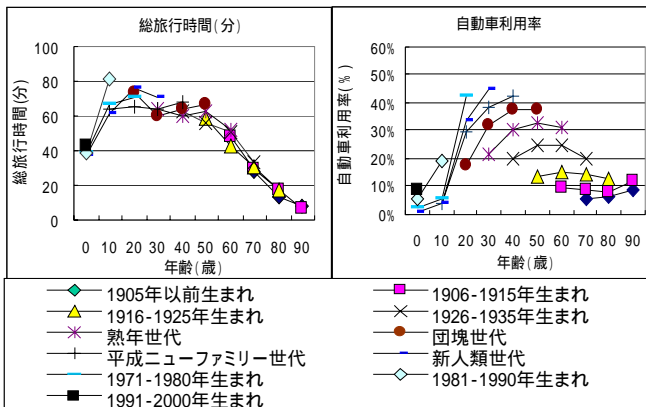 総旅行時間(分)
総旅行時間(分)
100
80
60
40
20
0
0 10 20 30 40 50 60 70 80 90
年齢(歳)
自動車利用率
自動車利用率(%)
60%
50%
40%
30%
20%
10%
0%
0 10 20 30 40 50 60 70 80 90
年齢(歳)
1905年以前生まれ
1906-1915年生まれ
1916-1925年生まれ
1926-1935年生まれ
熟年世代
団塊世代
平成ニューファミリー世代
新人類世代
1971-1980年生まれ
1981-1990年生まれ
1991-2000年生まれ